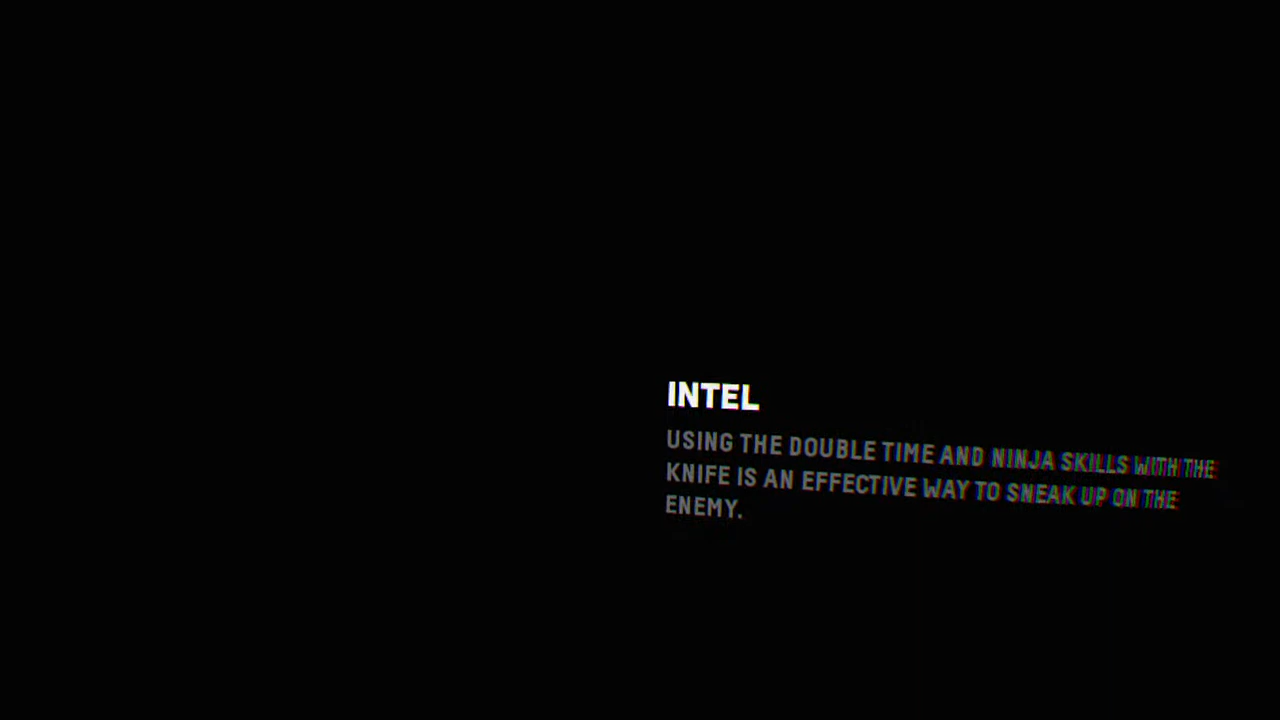 INTEL
USING THE DOUBLE TIME AND NINJA SKILLS WITH THE
KNIFE IS AN EFFECTIVE WAY TO SNEAK UP ON THE
ENEMY.